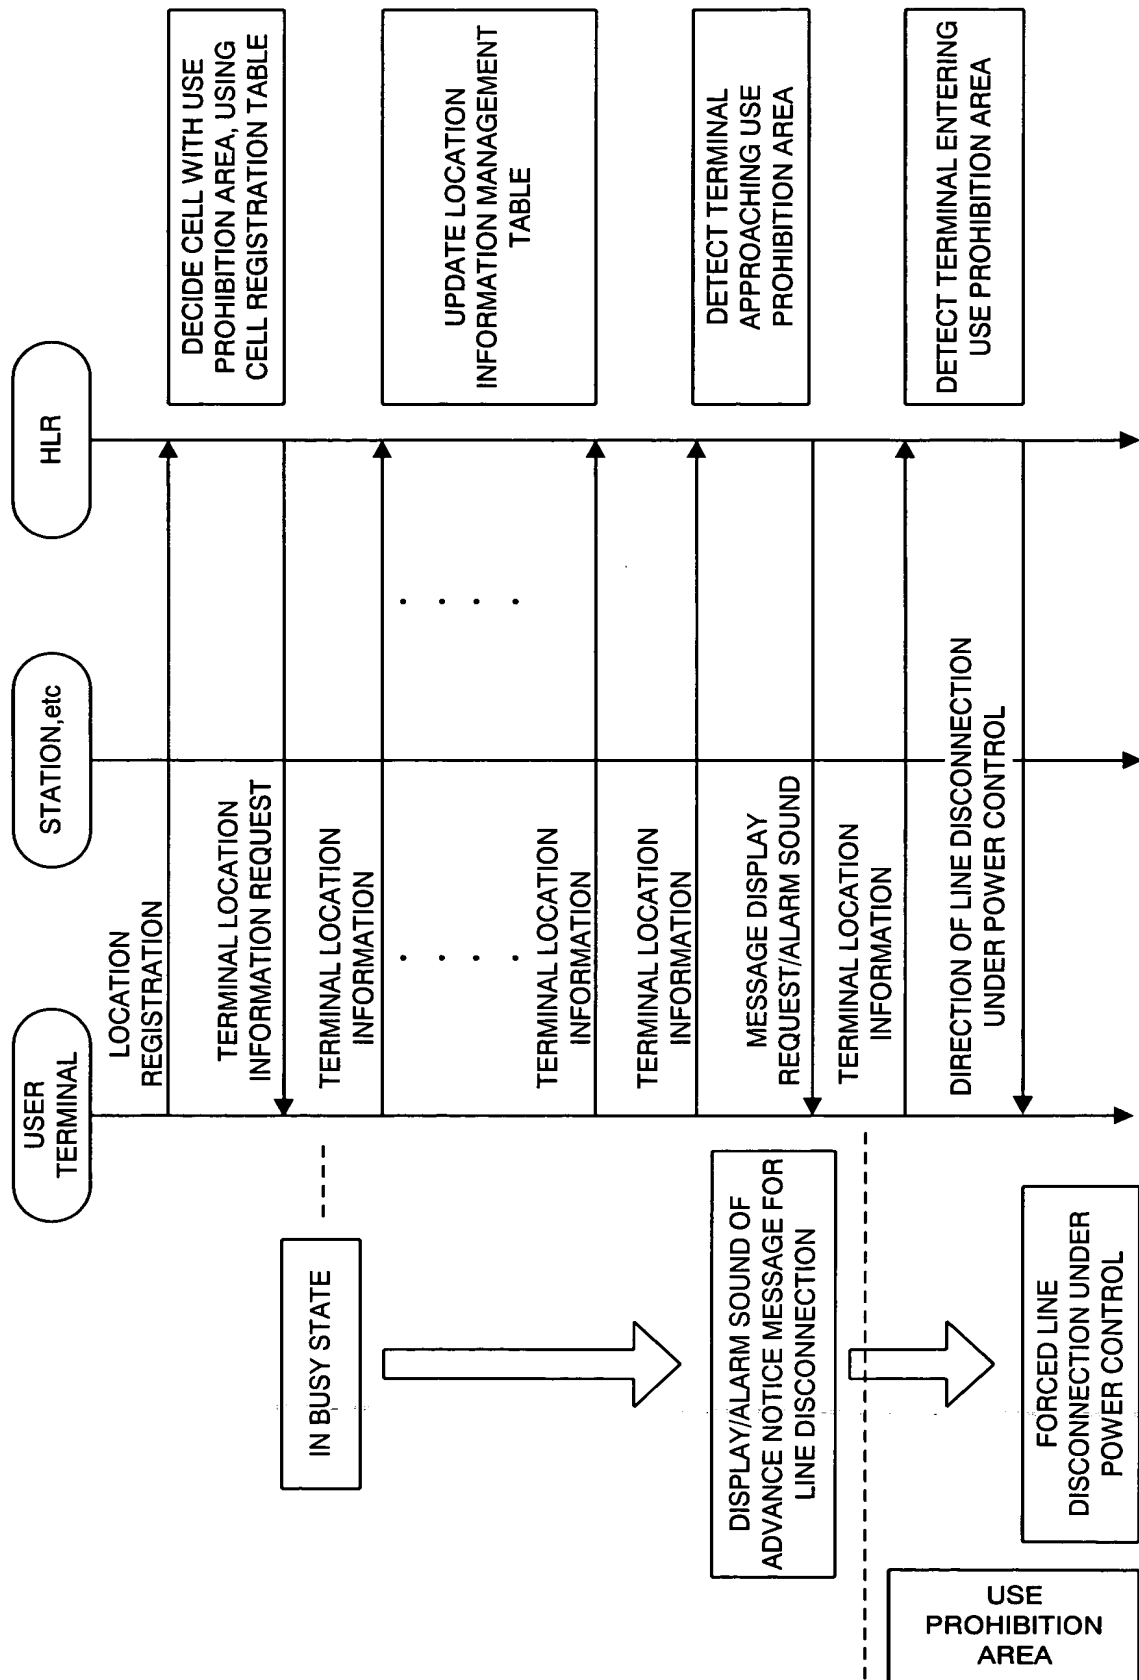 USER
TERMINAL
STATION,etc
HLR
LOCATION
REGISTRATION
DECIDE CELL WITH USE
PROHIBITION AREA, USING
CELL REGISTRATION TABLE
TERMINAL LOCATION
INFORMATION REQUEST
IN BUSY STATE
TERMINAL LOCATION
INFORMATION
UPDATE LOCATION
INFORMATION MANAGEMENT
TABLE
. . . .
. . . .
TERMINAL LOCATION
INFORMATION
TERMINAL LOCATION
INFORMATION
DETECT TERMINAL
APPROACHING USE
PROHIBITION AREA
MESSAGE DISPLAY
REQUEST/ALARM SOUND
DISPLAY/ALARM SOUND OF
ADVANCE NOTICE MESSAGE FOR
LINE DISCONNECTION
TERMINAL LOCATION
INFORMATION
DETECT TERMINAL ENTERING
USE PROHIBITION AREA
DIRECTION OF LINE DISCONNECTION
UNDER POWER CONTROL
FORCED LINE
DISCONNECTION UNDER
POWER CONTROL
USE
PROHIBITION
AREA